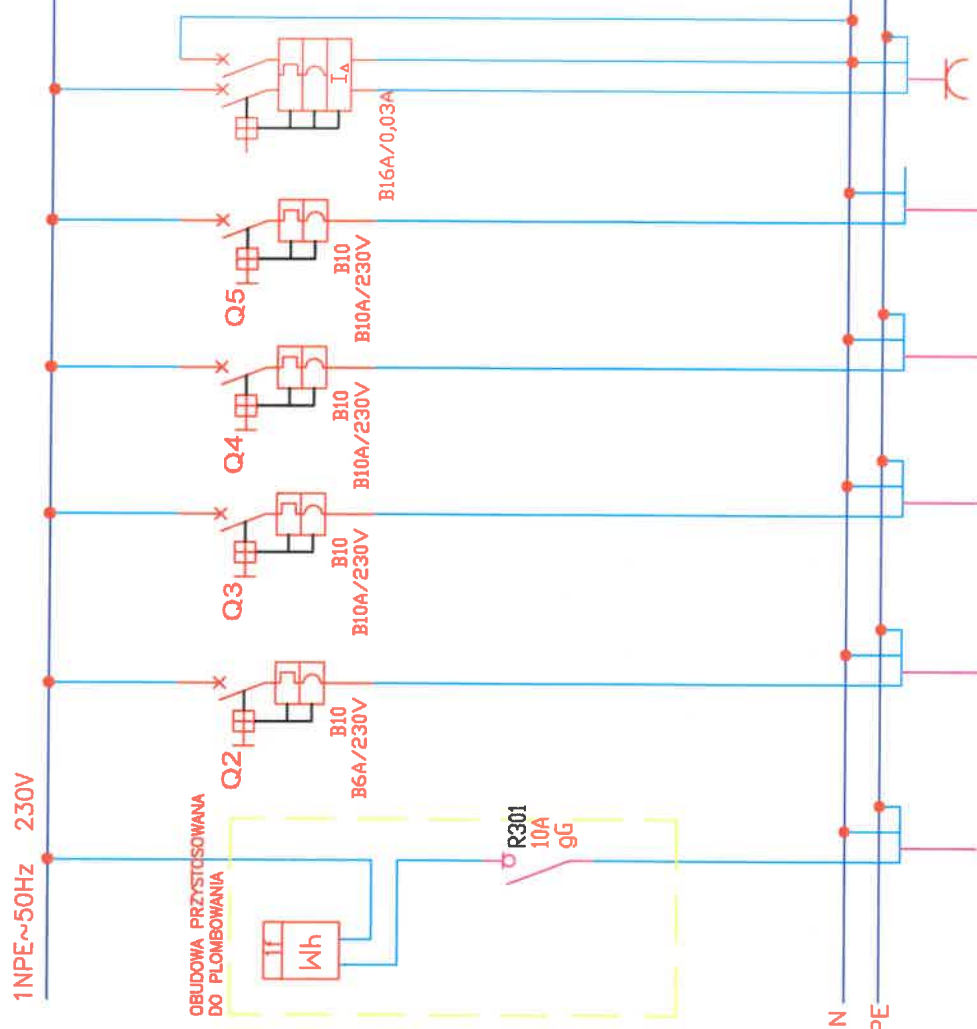 1NPE~50Hz 230V
OBUDOWA PRZYSTOSOWANA
DO PLOMBOWANIA
1f
Wh
R301
10A
gG
Q2
B10
B6A/230V
Q3
B10
B10A/230V
Q4
B10
B10A/230V
Q5
B10
B10A/230V
I△
B16A/0,03A
N
PE